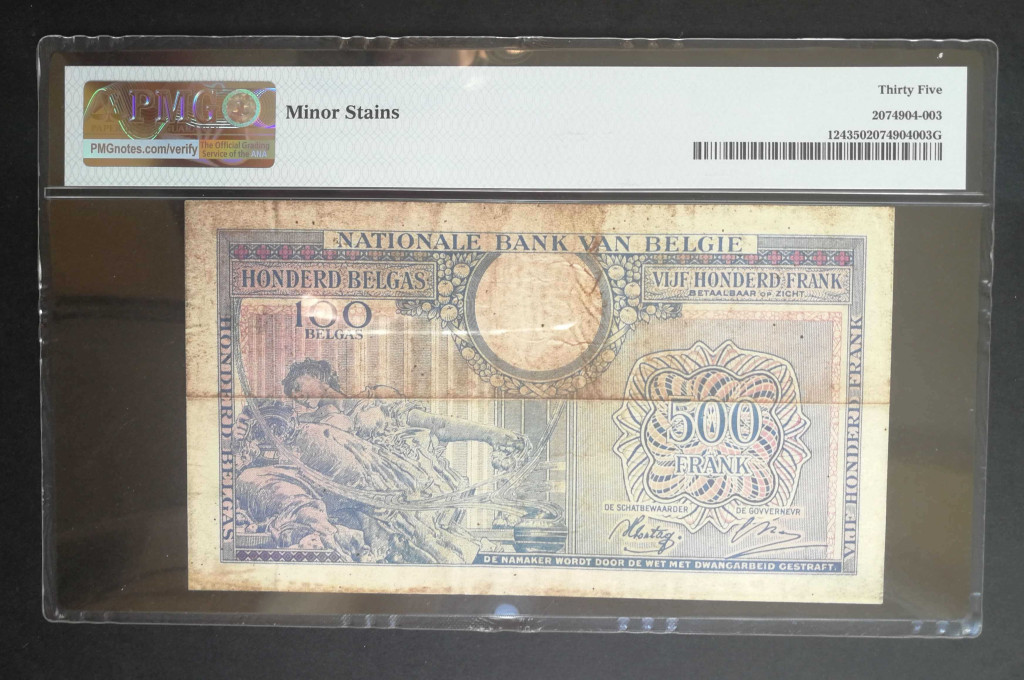 PMG
PMGnotes.com/verify
The Official Grading
Service of the ANA
Minor Stains
Thirty Five
2074904-003
1243502074904003G
NATIONALE BANK VAN BELGIE
HONDERD BELGAS
VIJF HONDERD FRANK
BETAALBAAR OP ZICHT
100
BELGAS
HONDERD BELGAS
VIJF HONDERD FRANK
500
FRANK
DE SCHATBEWAARDER
DE GOVVERNEVR
DE NAMAKER WORDT DOOR DE WET MET DWANGARBEID GESTRAFT.